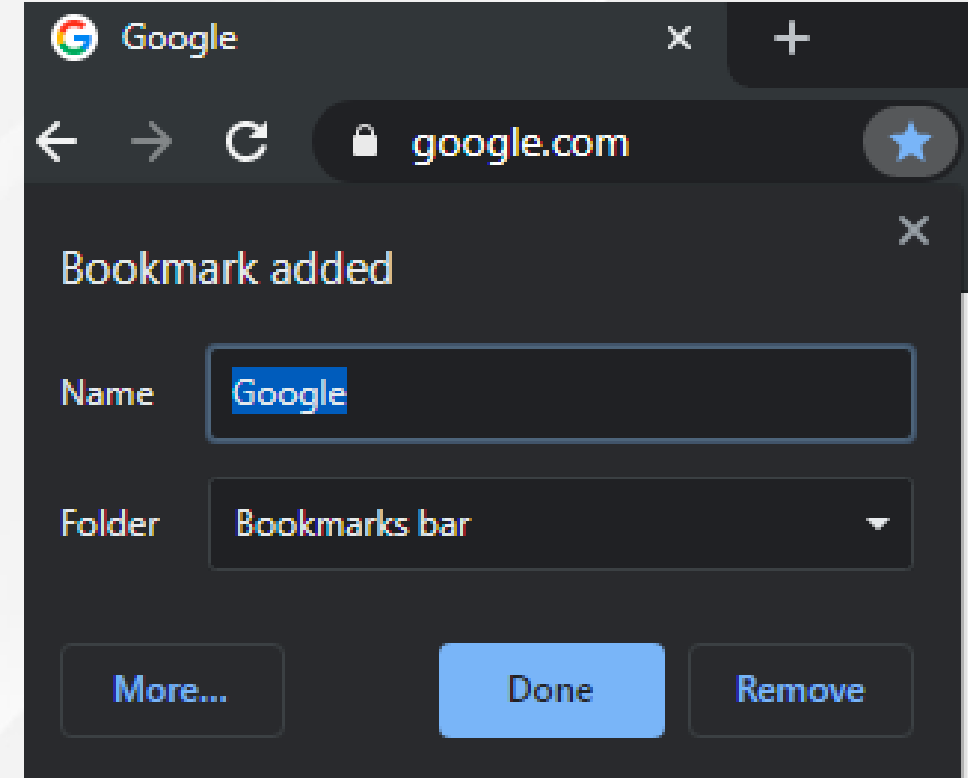 Google
google.com
Bookmark added
Name Google
Folder Bookmarks bar
More... Done Remove